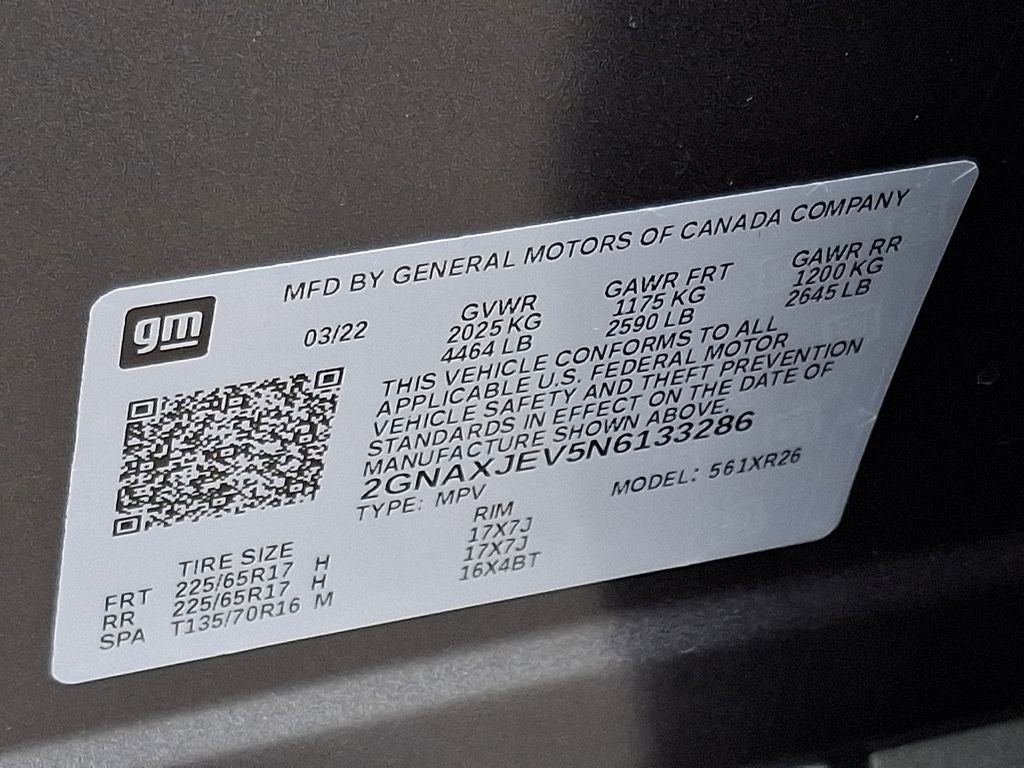 MFD BY GENERAL MOTORS OF CANADA COMPANY
gm
03/22
GVWR
2025 KG
4464 LB
GAWR FRT
1175 KG
2590 LB
GAWR RR
1200 KG
2645 LB
THIS VEHICLE CONFORMS TO ALL
APPLICABLE U.S. FEDERAL MOTOR
VEHICLE SAFETY AND THEFT PREVENTION
STANDARDS IN EFFECT ON THE DATE OF
MANUFACTURE SHOWN ABOVE.
2GNAXJEV5N6133286
TYPE: MPV MODEL: 561XR26
TIRE SIZE RIM
FRT 225/65R17 H 17X7J
RR 225/65R17 H 17X7J
SPA T135/70R16 M 16X4BT